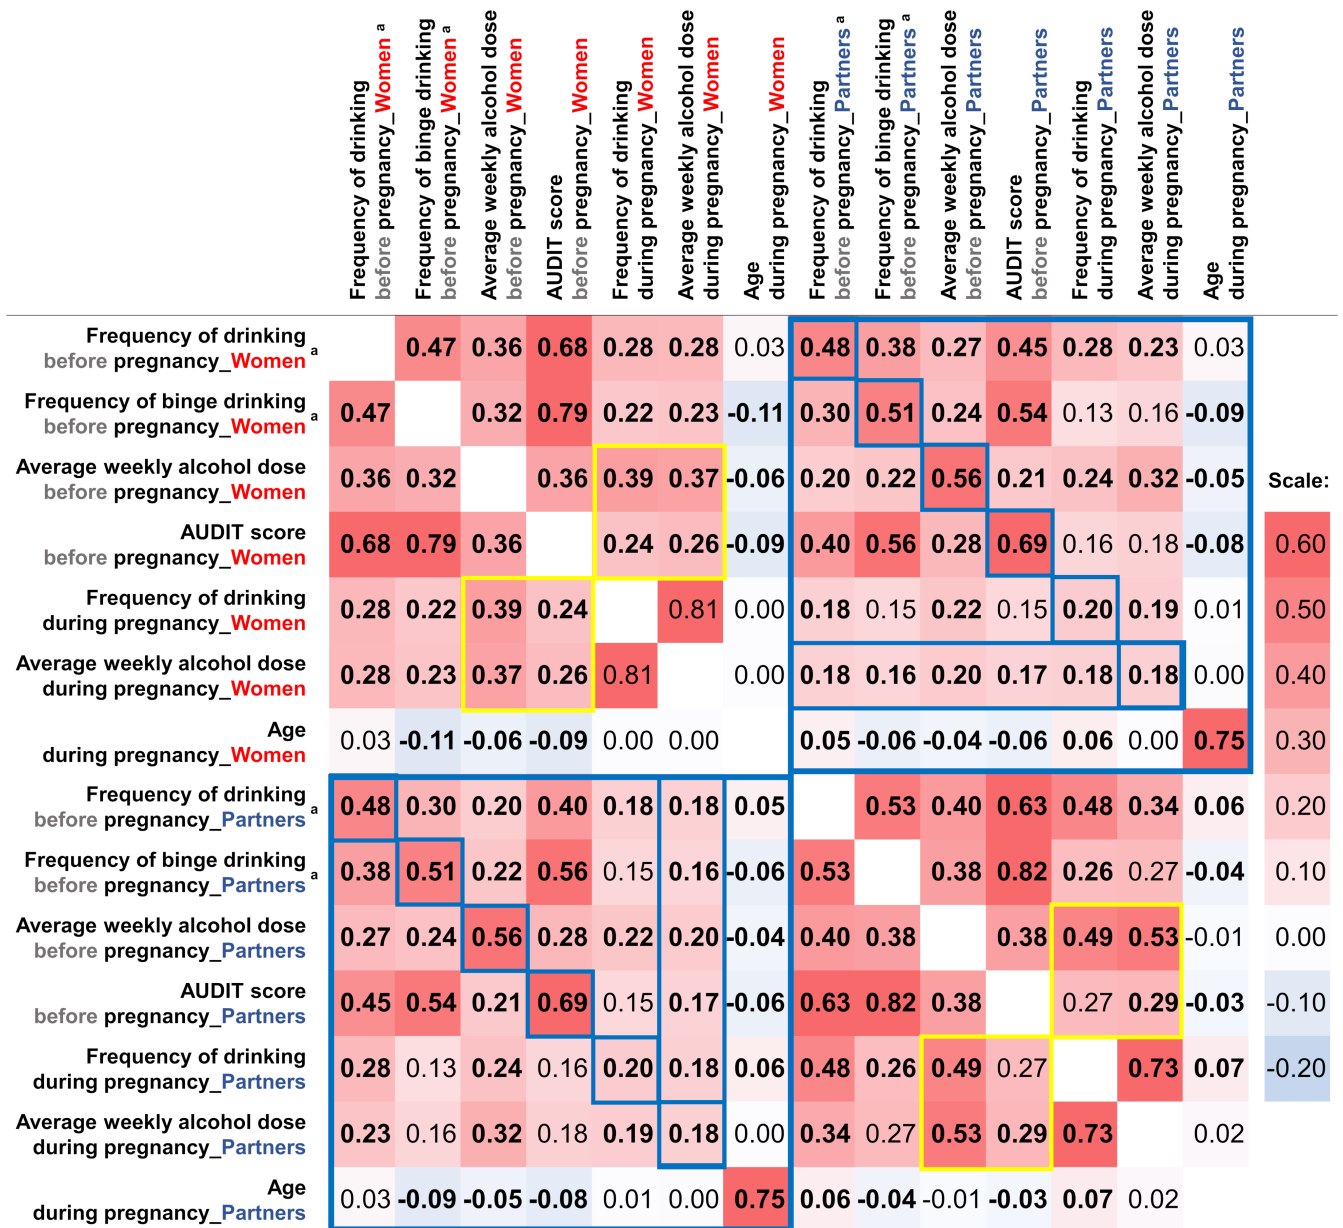 Frequency of drinking
before pregnancy_Women a
Frequency of binge drinking
before pregnancy_Women a
Average weekly alcohol dose
before pregnancy_Women
AUDIT score
before pregnancy_Women
Frequency of drinking
during pregnancy_Women
Average weekly alcohol dose
during pregnancy_Women
Age
during pregnancy_Women
Frequency of drinking
before pregnancy_Partners a
Frequency of binge drinking
before pregnancy_Partners a
Average weekly alcohol dose
before pregnancy_Partners
AUDIT score
before pregnancy_Partners
Frequency of drinking
during pregnancy_Partners
Average weekly alcohol dose
during pregnancy_Partners
Age
during pregnancy_Partners
Frequency of drinking
before pregnancy_Women a
0.47 0.36 0.68 0.28 0.28 0.03 0.48 0.38 0.27 0.45 0.28 0.23 0.03
Frequency of binge drinking
before pregnancy_Women a
0.47 0.32 0.79 0.22 0.23 -0.11 0.30 0.51 0.24 0.54 0.13 0.16 -0.09
Average weekly alcohol dose
before pregnancy_Women
0.36 0.32 0.36 0.39 0.37 -0.06 0.20 0.22 0.56 0.21 0.24 0.32 -0.05
Scale:
AUDIT score
before pregnancy_Women
0.68 0.79 0.36 0.24 0.26 -0.09 0.40 0.56 0.28 0.69 0.16 0.18 -0.08
0.60
Frequency of drinking
during pregnancy_Women
0.28 0.22 0.39 0.24 0.81 0.00 0.18 0.15 0.22 0.15 0.20 0.19 0.01
0.50
Average weekly alcohol dose
during pregnancy_Women
0.28 0.23 0.37 0.26 0.81 0.00 0.18 0.16 0.20 0.17 0.18 0.18 0.00
0.40
Age
during pregnancy_Women
0.03 -0.11 -0.06 -0.09 0.00 0.00 0.05 -0.06 -0.04 -0.06 0.06 0.00 0.75
0.30
Frequency of drinking
before pregnancy_Partners a
0.48 0.30 0.20 0.40 0.18 0.18 0.05 0.53 0.40 0.63 0.48 0.34 0.06
0.20
Frequency of binge drinking
before pregnancy_Partners a
0.38 0.51 0.22 0.56 0.15 0.16 -0.06 0.53 0.38 0.82 0.26 0.27 -0.04
0.10
Average weekly alcohol dose
before pregnancy_Partners
0.27 0.24 0.56 0.28 0.22 0.20 -0.04 0.40 0.38 0.38 0.49 0.53 -0.01
0.00
AUDIT score
before pregnancy_Partners
0.45 0.54 0.21 0.69 0.15 0.17 -0.06 0.63 0.82 0.38 0.27 0.29 -0.03
-0.10
Frequency of drinking
during pregnancy_Partners
0.28 0.13 0.24 0.16 0.20 0.18 0.06 0.48 0.26 0.49 0.27 0.73 0.07
-0.20
Average weekly alcohol dose
during pregnancy_Partners
0.23 0.16 0.32 0.18 0.19 0.18 0.00 0.34 0.27 0.53 0.29 0.73 0.02
Age
during pregnancy_Partners
0.03 -0.09 -0.05 -0.08 0.01 0.00 0.75 0.06 -0.04 -0.01 -0.03 0.07 0.02